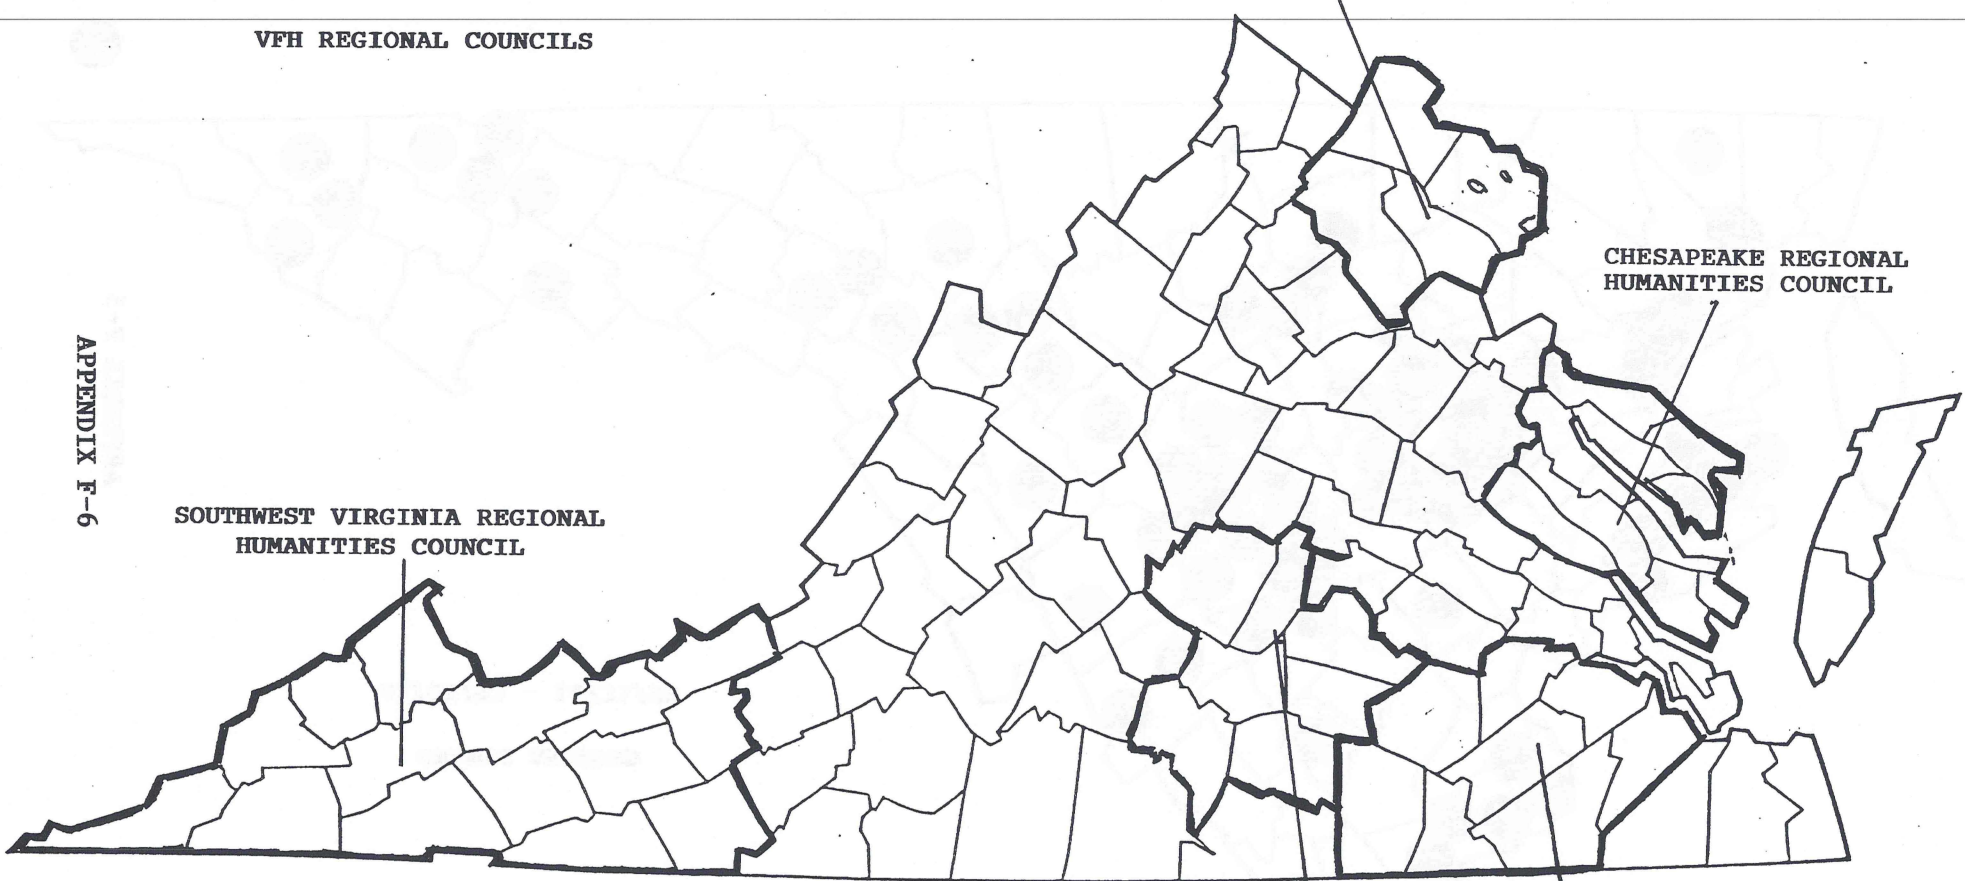 VFH REGIONAL COUNCILS
CHESAPEAKE REGIONAL
HUMANITIES COUNCIL
APPENDIX F-6
SOUTHWEST VIRGINIA REGIONAL
HUMANITIES COUNCIL